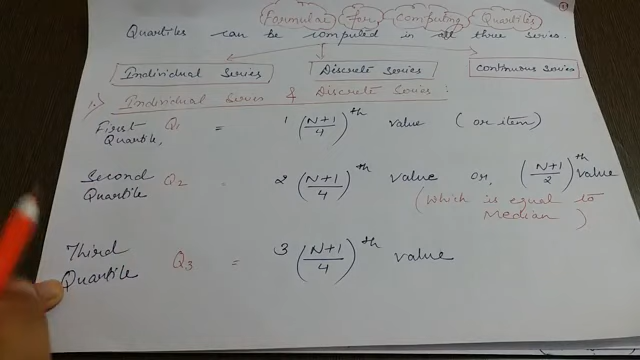 Formulae for Computing Quartiles
Quartiles can be computed in all three series.
Individual Series Discrete series Continuous Series
1.) Individual Series & Discrete Series :
First Quartile, Q1 = 1 (N+1/4)^th value (or item)
Second Quartile Q2 = 2 (N+1/4)^th value or, (N+1/2)^th value
(which is equal to Median)
Third Quartile Q3 = 3 (N+1/4)^th value